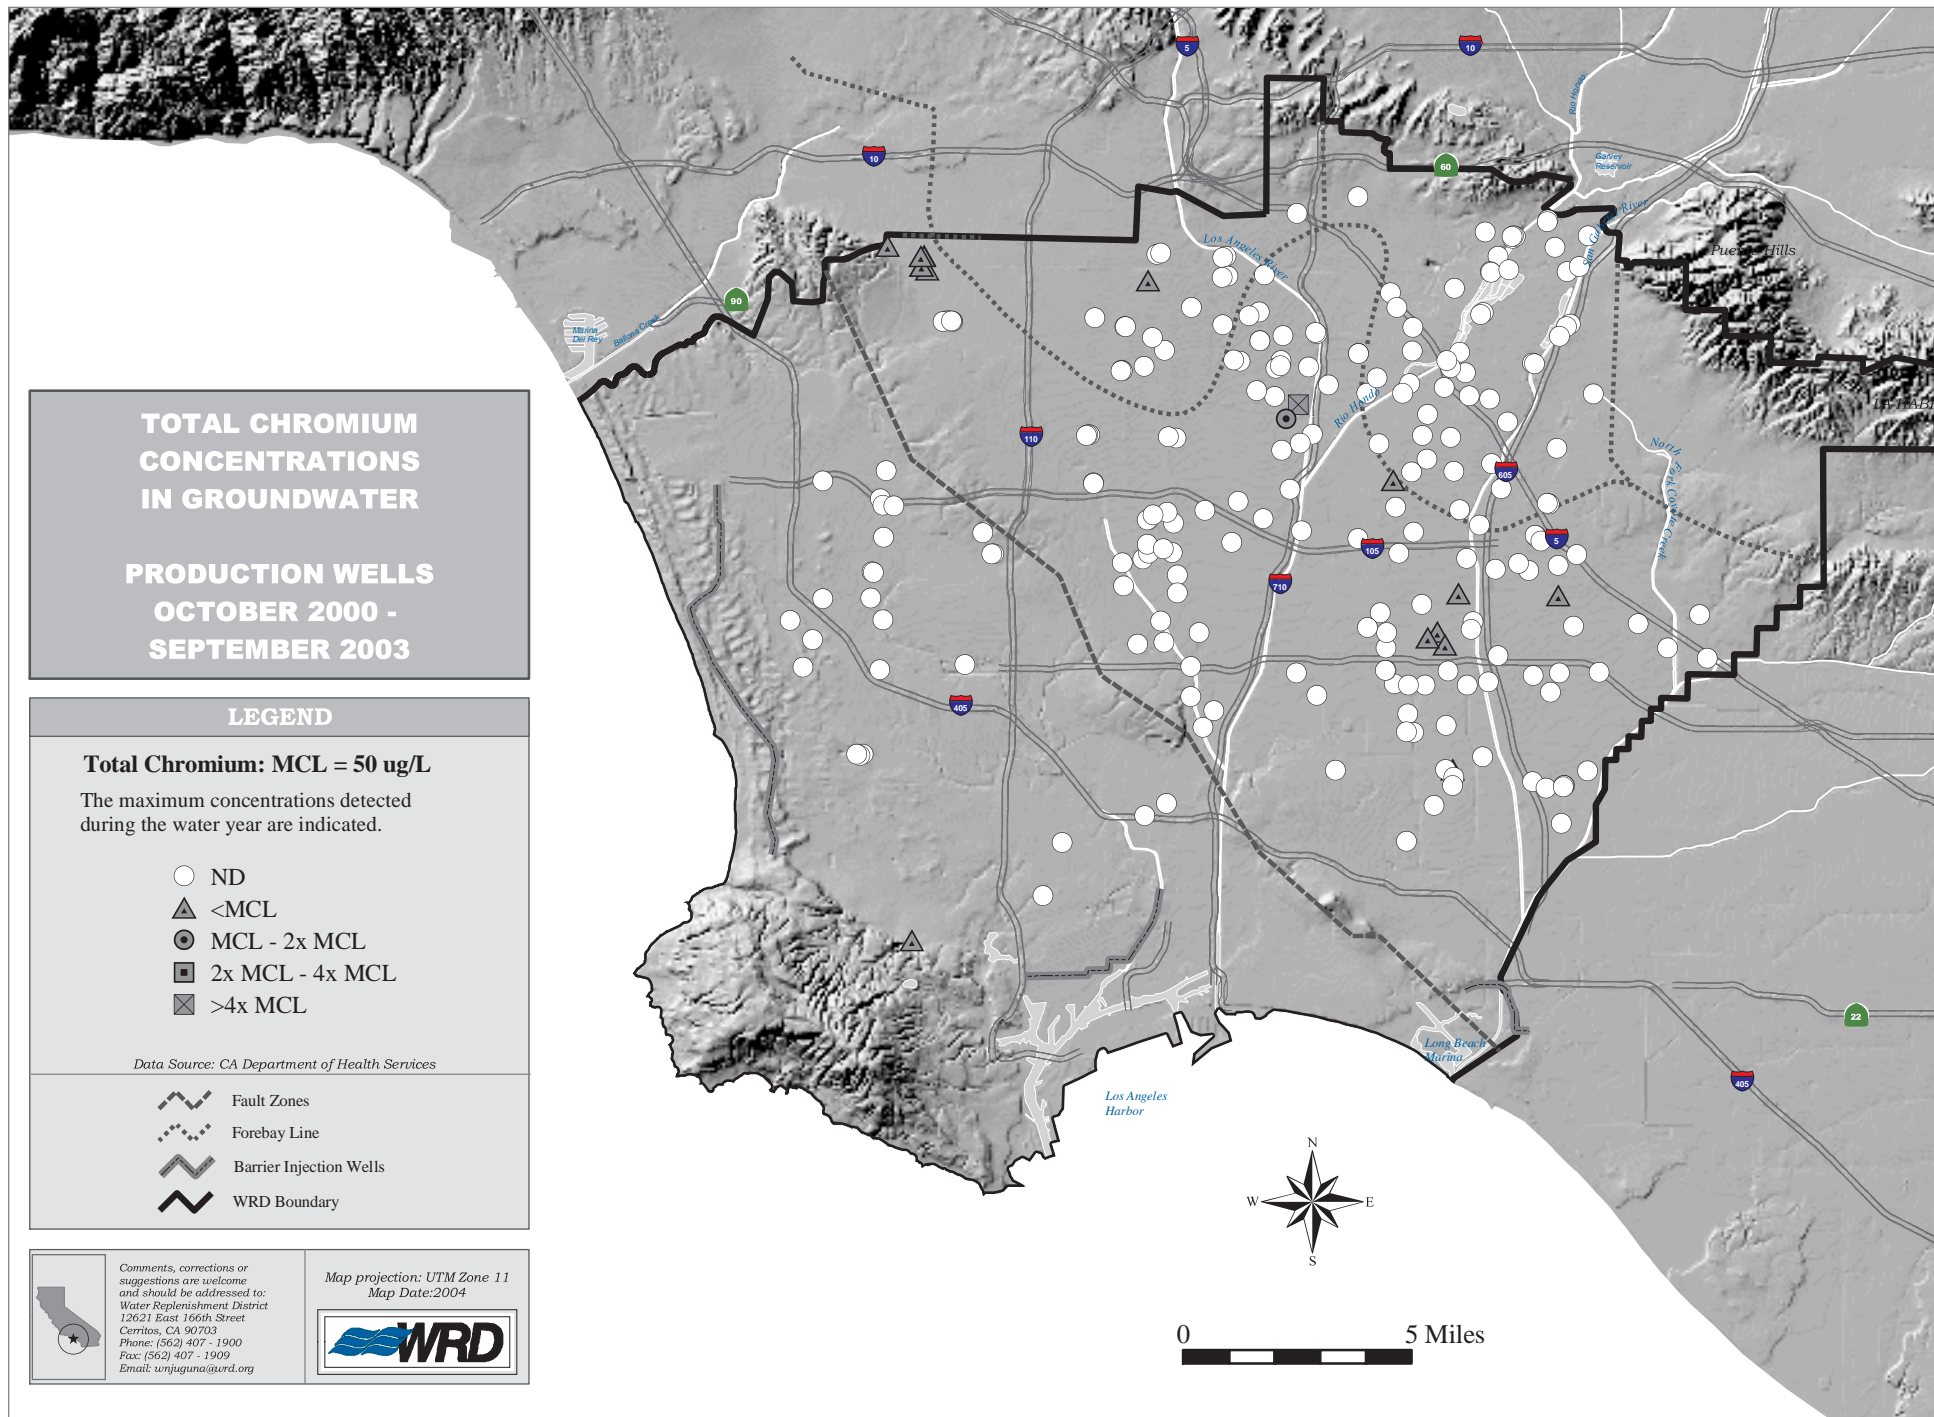 TOTAL CHROMIUM
CONCENTRATIONS
IN GROUNDWATER
PRODUCTION WELLS
OCTOBER 2000 -
SEPTEMBER 2003
LEGEND
Total Chromium: MCL = 50 ug/L
The maximum concentrations detected
during the water year are indicated.
ND
<MCL
MCL - 2x MCL
2x MCL - 4x MCL
>4x MCL
Data Source: CA Department of Health Services
Fault Zones
Forebay Line
Barrier Injection Wells
WRD Boundary
Comments, corrections or
suggestions are welcome
and should be addressed to:
Water Replenishment District
12621 East 166th Street
Cerritos, CA 90703
Phone: (562) 407 - 1900
Fax: (562) 407 - 1909
Email: wnjuguna@wrd.org
Map projection: UTM Zone 11
Map Date:2004
WRD
5
10
10
60
90
110
605
105
5
710
405
22
405
Rio Hondo
Garvey
Reservoir
River
Puente Hills
Los Angeles River
Marina
Del Rey
Ballona Creek
Rio Hondo
North Fork Coyote Creek
Long Beach
Marina
Los Angeles
Harbor
N
W
E
S
0
5 Miles